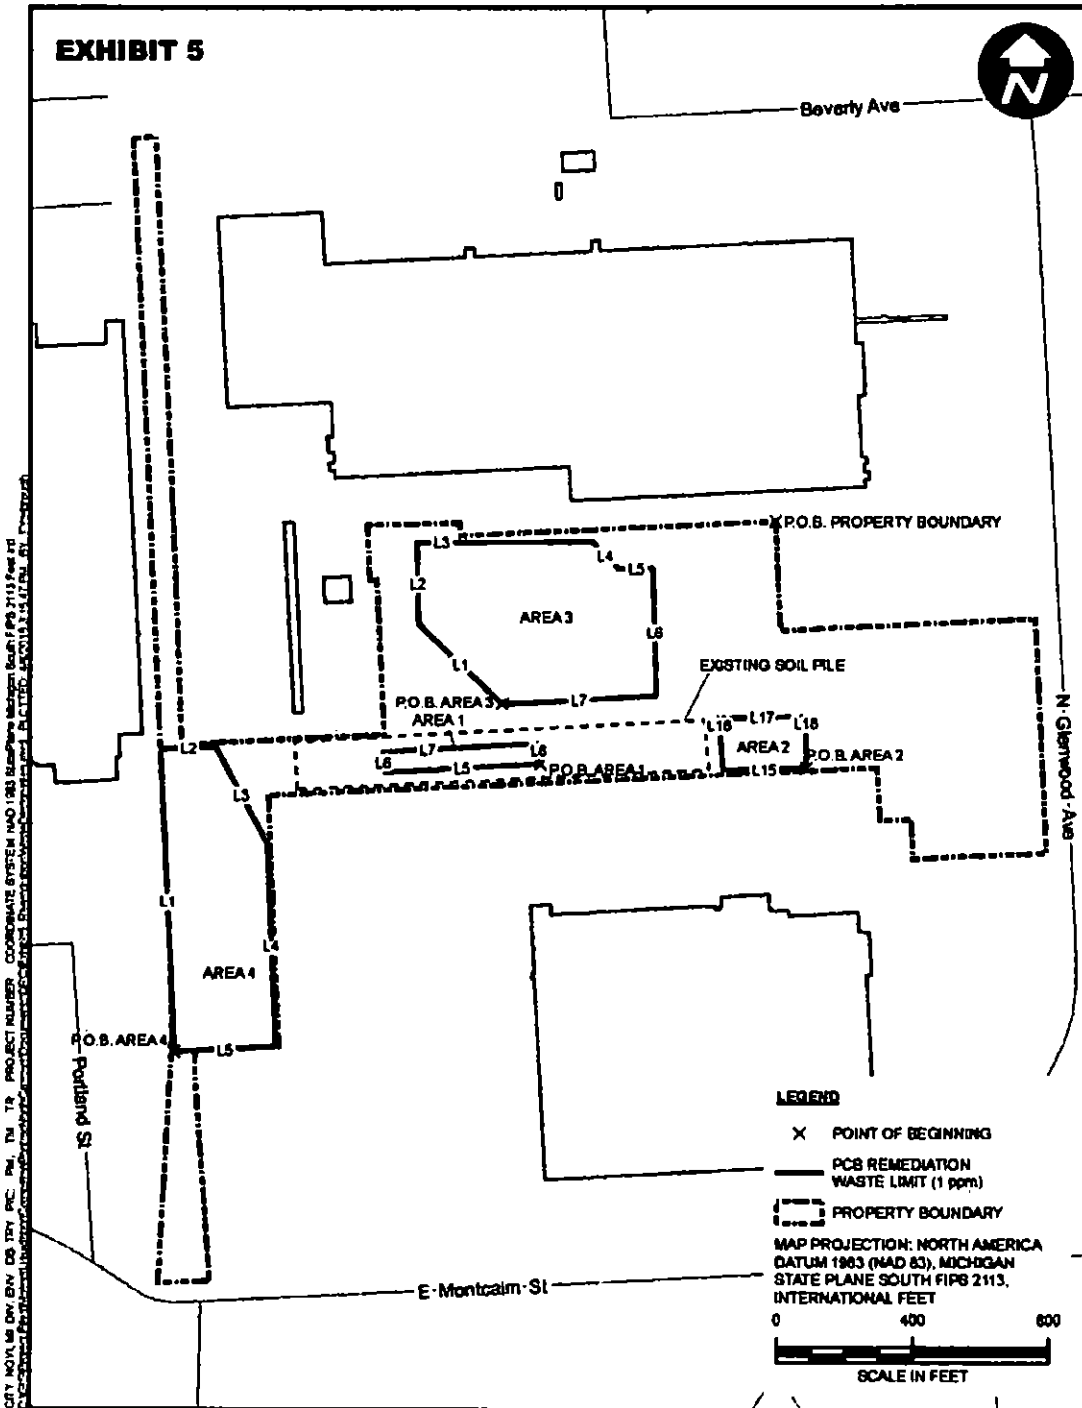 EXHIBIT 5
N
Beverly Ave
P.O.B. PROPERTY BOUNDARY
L3
L4
L2
L5
AREA 3
L6
L1
EXISTING SOIL PILE
P.O.B. AREA 3
L7
AREA 1
L2
L7
L8
L16
L17
L18
AREA 2
P.O.B. AREA 2
L6
L5
P.O.B. AREA 1
L15
L3
N-Glenwood-Ave
L1
L4
AREA 4
P.O.B. AREA 4
L5
Portland St
LEGEND
POINT OF BEGINNING
PCB REMEDIATION
WASTE LIMIT (1 ppm)
PROPERTY BOUNDARY
MAP PROJECTION: NORTH AMERICA
DATUM 1983 (NAD 83), MICHIGAN
STATE PLANE SOUTH FIPS 2113,
INTERNATIONAL FEET
E-Montcalm-St
0 400 800
SCALE IN FEET